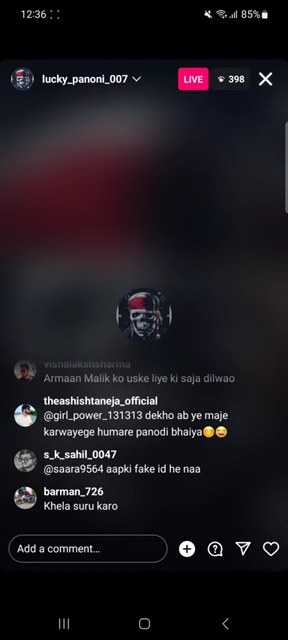 12:36
85%
lucky_panoni_007
LIVE
398
vishalakshsharma
Armaan Malik ko uske liye ki saja dilwao
theashishtaneja_official
@girl_power_131313 dekho ab ye maje
karwayege humare panodi bhaiya😋😅
s_k_sahil_0047
@saara9564 aapki fake id he naa
barman_726
Khela suru karo
Add a comment...